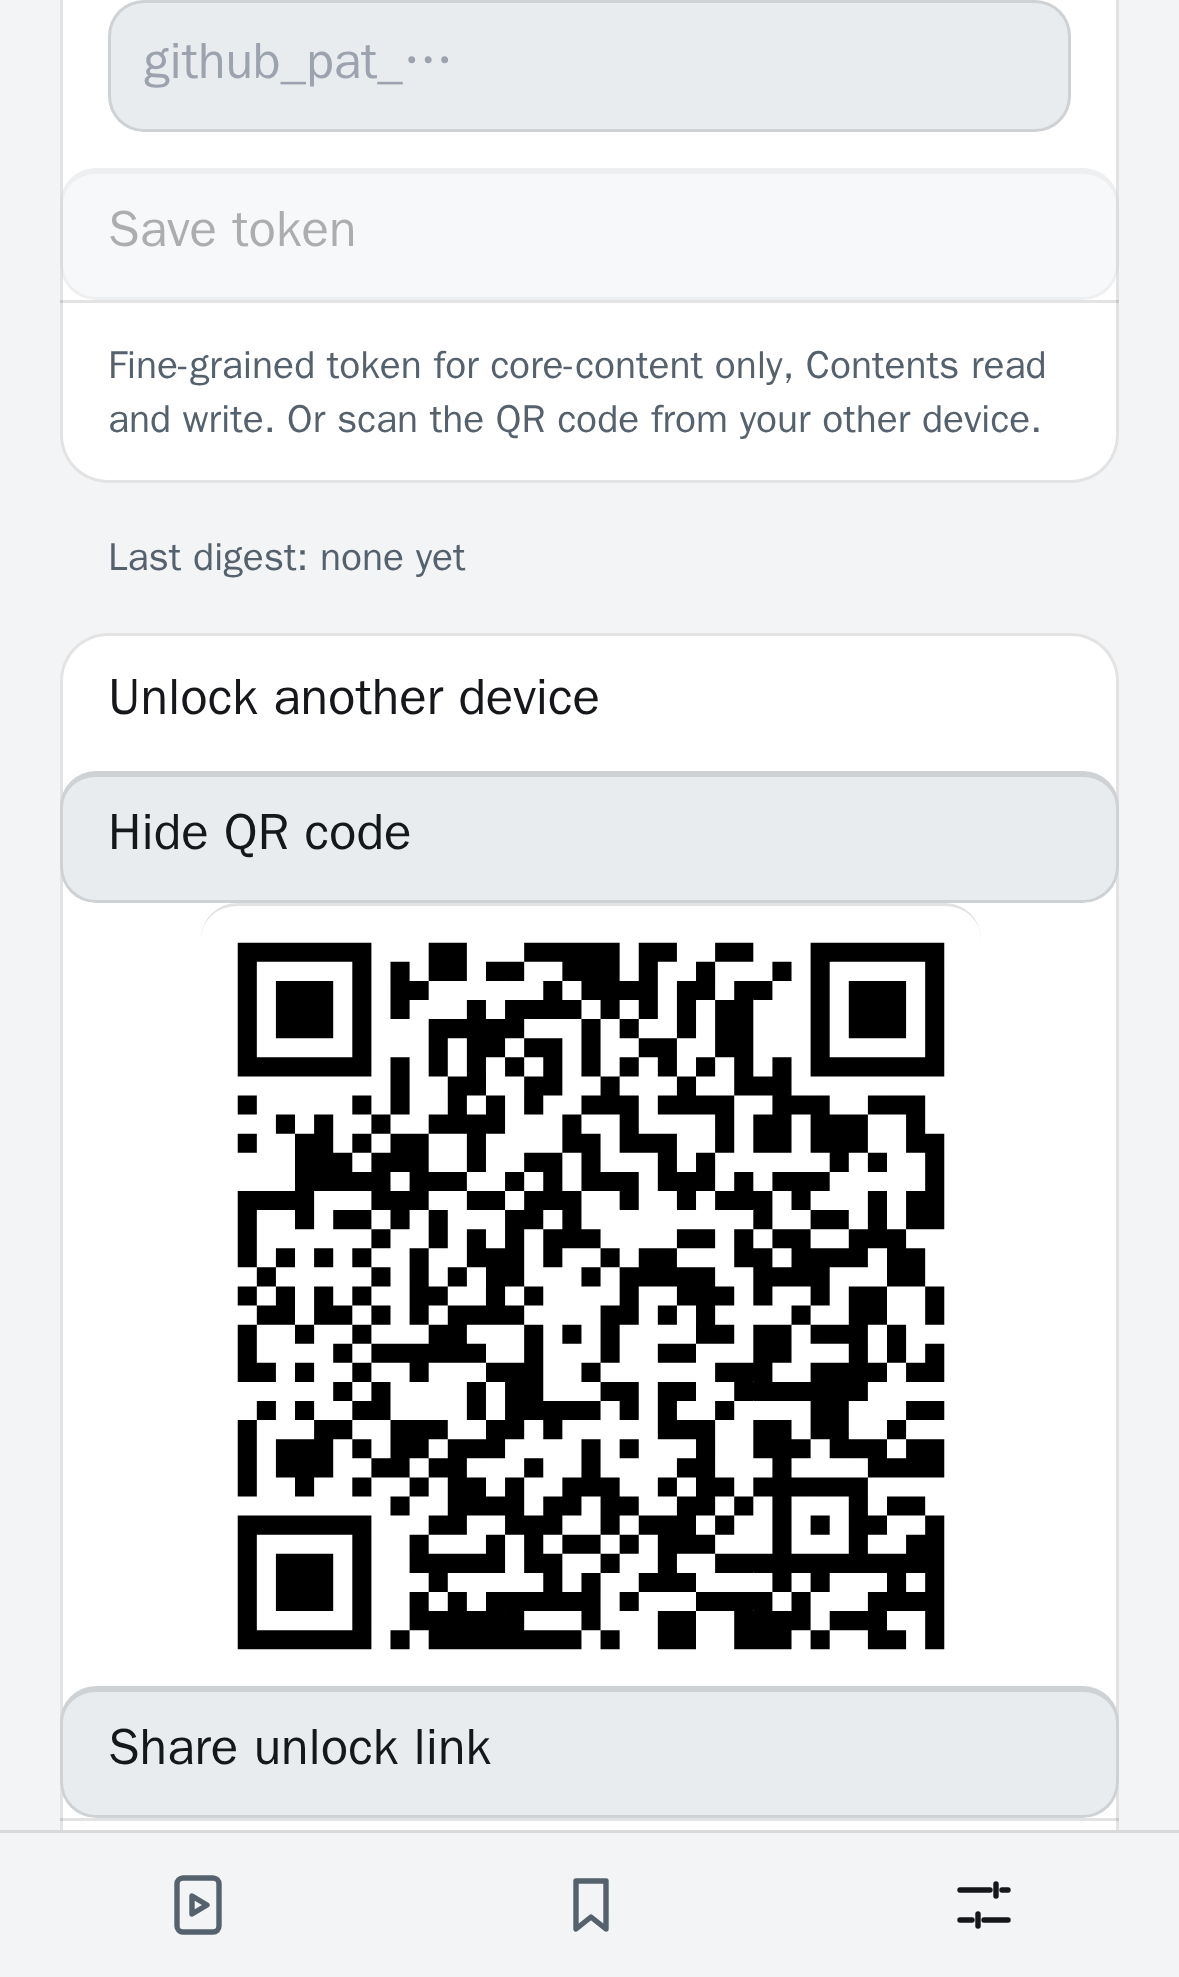 github_pat_···
Save token
Fine-grained token for core-content only, Contents read
and write. Or scan the QR code from your other device.
Last digest: none yet
Unlock another device
Hide QR code
Share unlock link